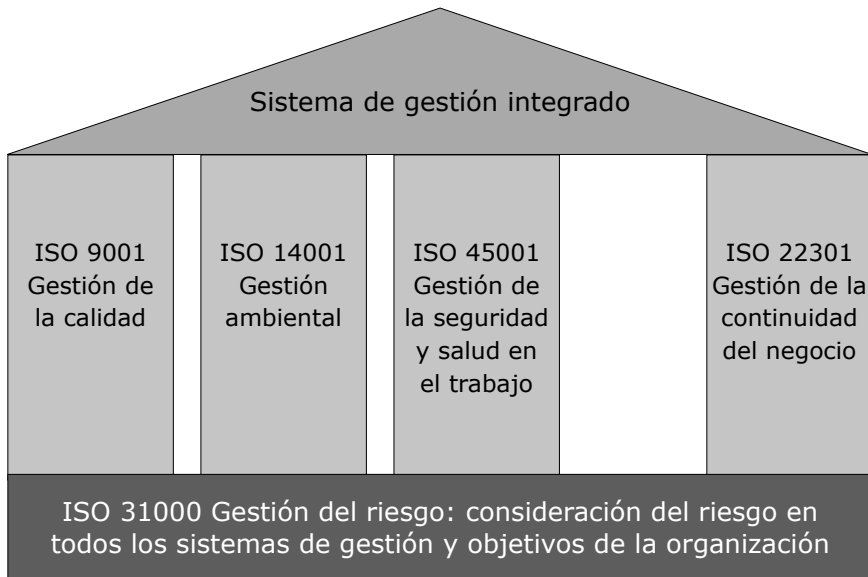 Sistema de gestión integrado
ISO 9001
Gestión de
la calidad
ISO 14001
Gestión
ambiental
ISO 45001
Gestión de
la seguridad
y salud en
el trabajo
ISO 22301
Gestión de la
continuidad
del negocio
ISO 31000 Gestión del riesgo: consideración del riesgo en
todos los sistemas de gestión y objetivos de la organización